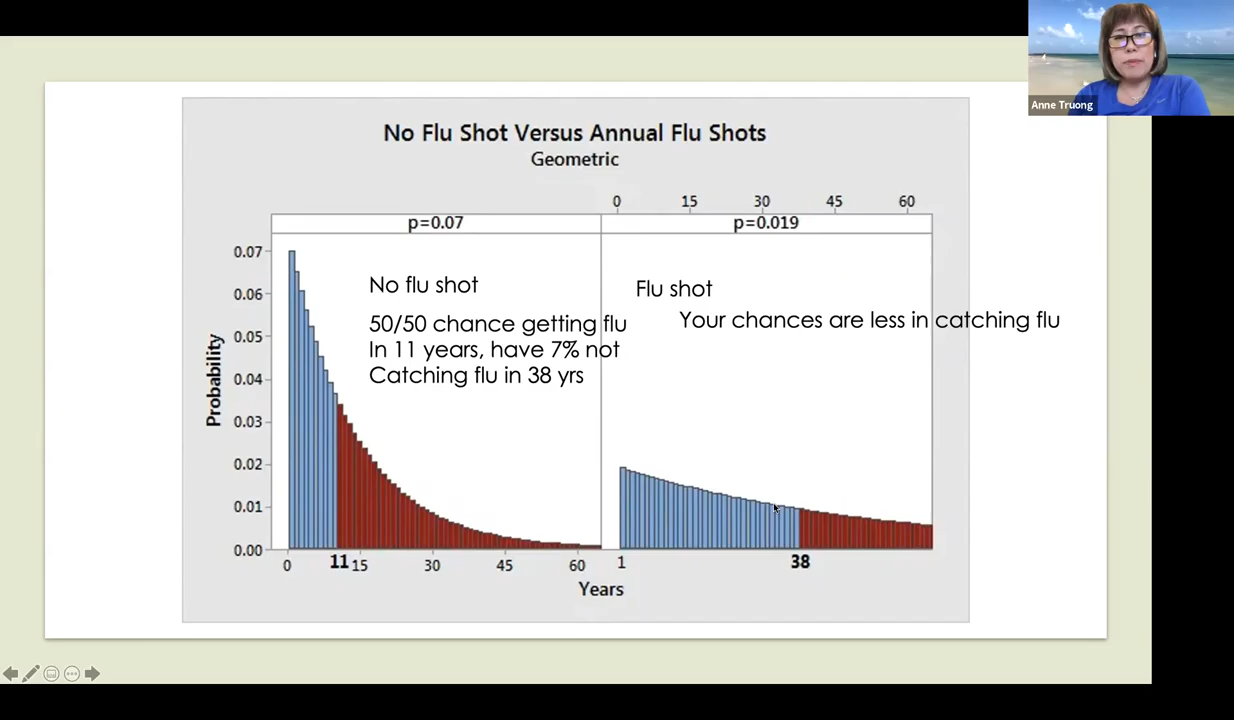 Anne Truong
No Flu Shot Versus Annual Flu Shots
Geometric
0 15 30 45 60
p=0.07 p=0.019
Probability
0.07
0.06
0.05
0.04
0.03
0.02
0.01
0.00
No flu shot
50/50 chance getting flu
In 11 years, have 7% not
Catching flu in 38 yrs
Flu shot
Your chances are less in catching flu
0 11 15 30 45 60 1 38
Years